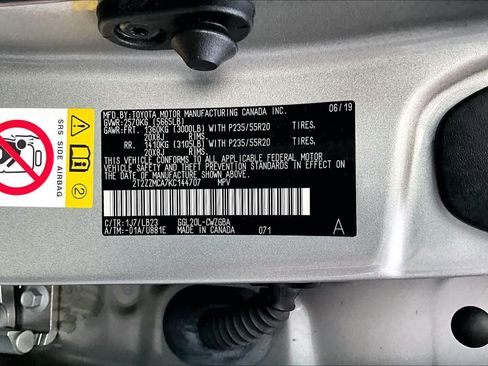 MFD.BY:TOYOTA MOTOR MANUFACTURING CANADA INC. 06/19
GVWR:2570KG (5665LB)
GAWR:FRT. 1360KG (3000LB) WITH P235/55R20 TIRES,
20X8J
RR. 1410KG (3105LB) WITH P235/55R20 TIRES,
20X8J
THIS VEHICLE CONFORMS TO ALL APPLICABLE FEDERAL MOTOR
VEHICLE SAFETY AND THEFT PREVENTION STANDARDS IN EFFECT
ON THE DATE OF MANUFACTURE SHOWN ABOVE.
2T2ZZMCA7KC144707 MPV
C/TR:1J7/LB23 GGL20L-CWZGBA
A/TM:-01A/U881E MADE IN CANADA 071 A
SRS SIDE AIRBAG
2